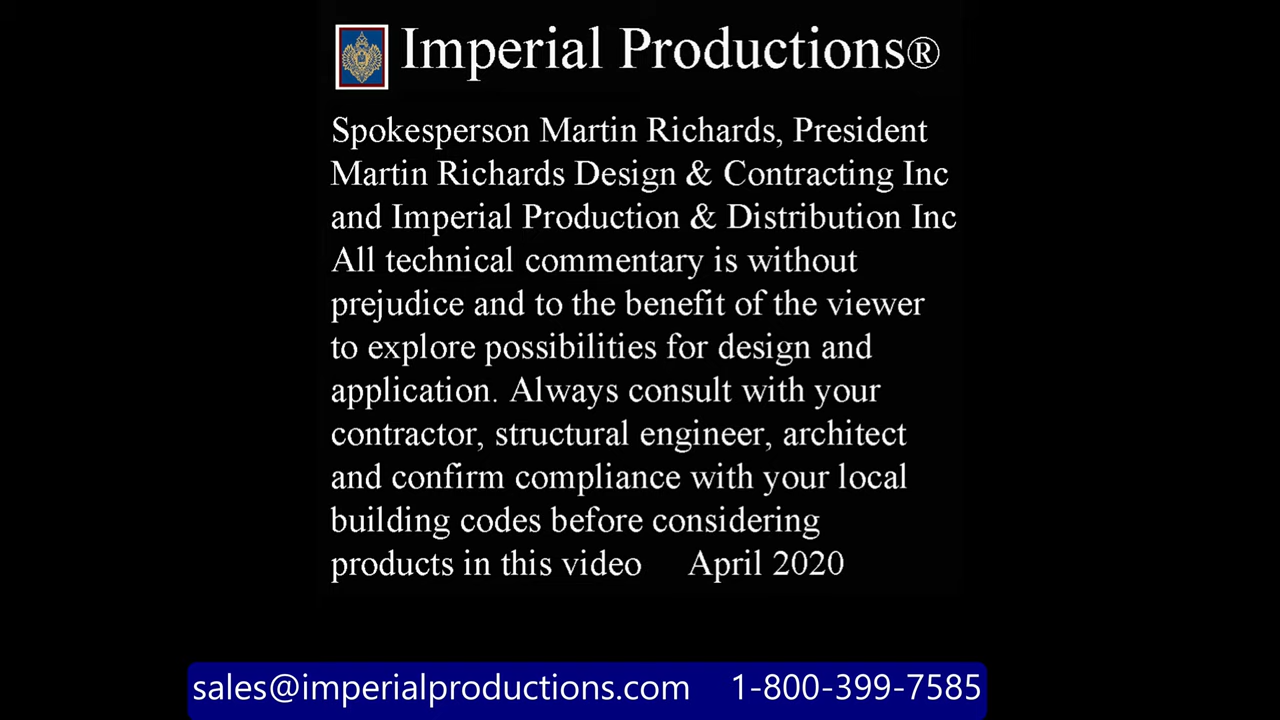 Imperial Productions®
Spokesperson Martin Richards, President
Martin Richards Design & Contracting Inc
and Imperial Production & Distribution Inc
All technical commentary is without
prejudice and to the benefit of the viewer
to explore possibilities for design and
application. Always consult with your
contractor, structural engineer, architect
and confirm compliance with your local
building codes before considering
products in this video April 2020
sales@imperialproductions.com 1-800-399-7585